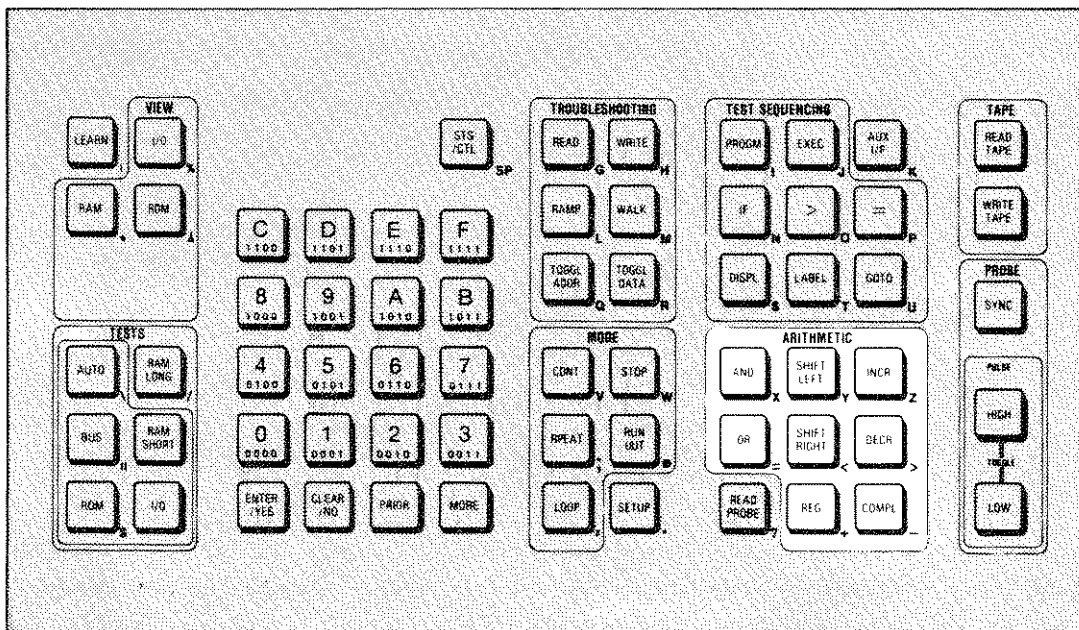 VIEW
LEARN
I/O
%
RAM
ROM
TESTS
AUTO
\
RAM LONG
/
BUS
"
RAM SHORT
ROM
I/O
STS /CTL
SP
C
1100
D
1101
E
1110
F
1111
8
1000
9
1001
A
1010
B
1011
4
0100
5
0101
6
0110
7
0111
0
0000
1
0001
2
0010
3
0011
ENTER /YES
CLEAR /NO
PRIOR
MORE
TROUBLESHOOTING
READ
G
WRITE
H
RAMP
L
WALK
M
TOGGL ADDR
Q
TOGGL DATA
R
MODE
CONT
V
STOP
W
RPEAT
;
RUN OUT
LOOP
SETUP
TEST SEQUENCING
PROGM
I
EXEC
J
AUX I/F
K
IF
N
>
O
=
P
DISPL
S
LABEL
T
GOTO
U
ARITHMETIC
AND
X
SHIFT LEFT
Y
INCR
Z
OR
=
SHIFT RIGHT
<
DECR
>
READ PROBE
?
REG
+
COMPL
−
TAPE
READ TAPE
WRITE TAPE
PROBE
SYNC
PULSE
HIGH
TOGGLE
LOW